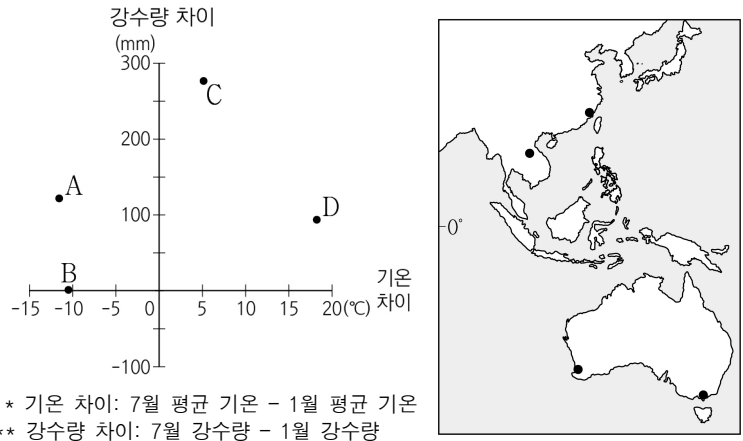 강수량 차이
(mm)
300
200
100
-100
A
B
C
D
-15 -10 -5 0 5 10 15 20(℃)
기온
차이
0°
* 기온 차이: 7월 평균 기온 - 1월 평균 기온
** 강수량 차이: 7월 강수량 - 1월 강수량